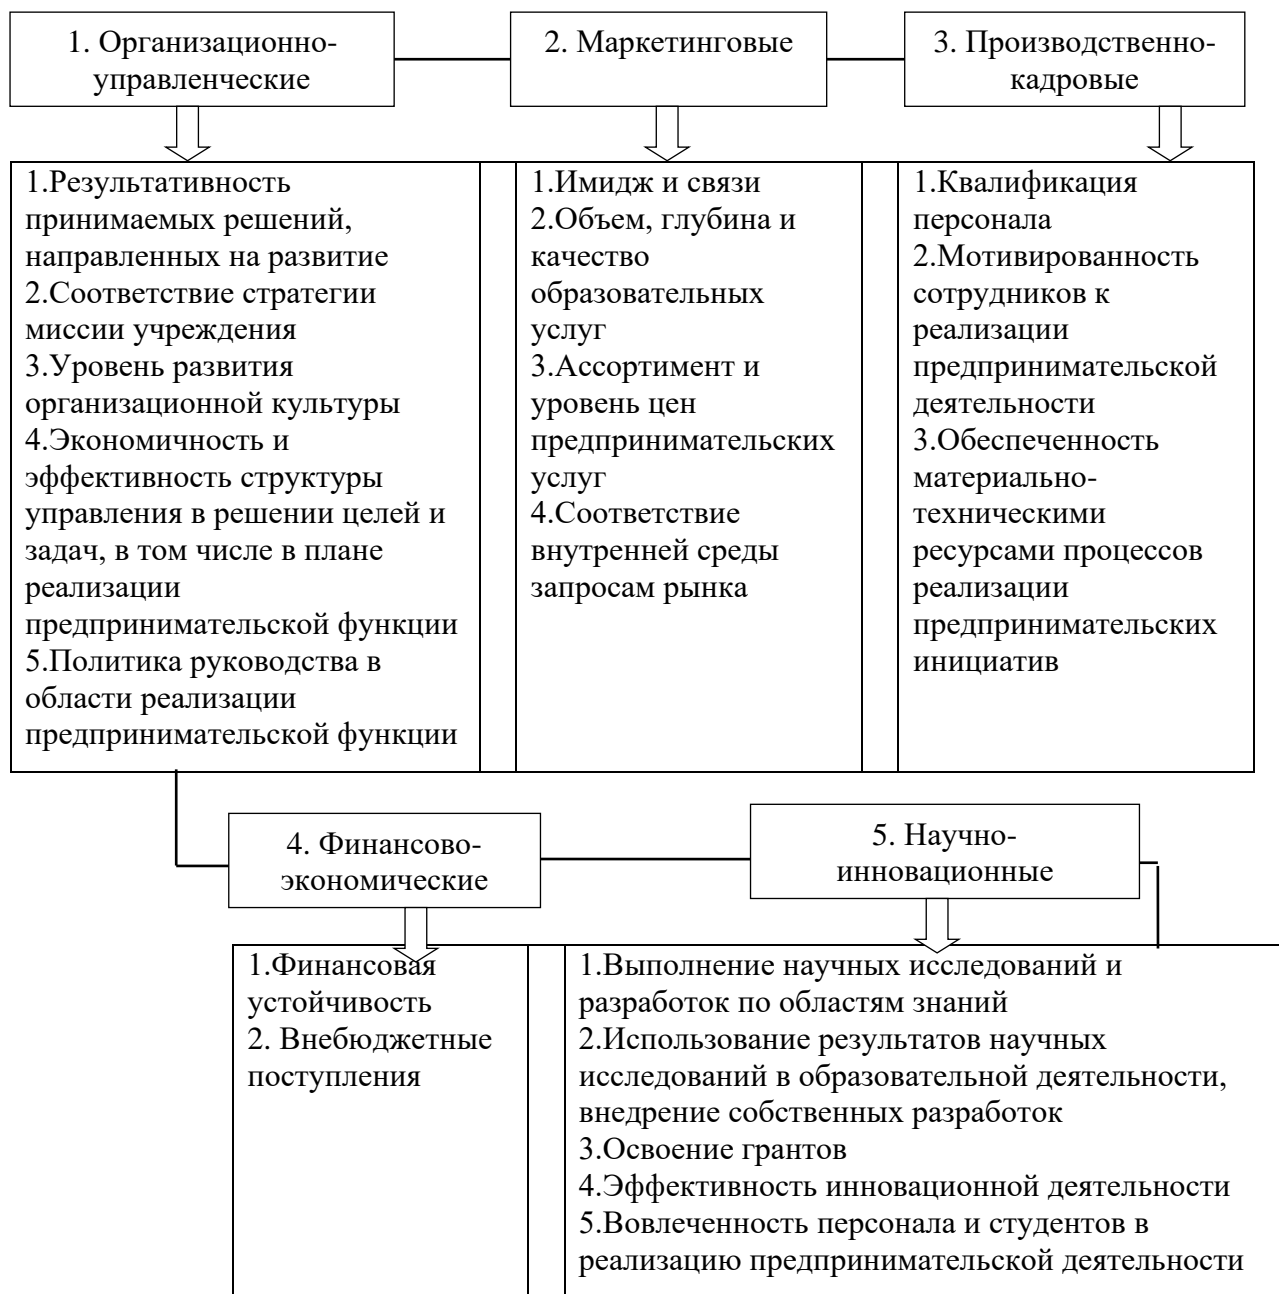 1. Организационно-
управленческие
2. Маркетинговые
3. Производственно-
кадровые
1.Результативность
принимаемых решений,
направленных на развитие
2.Соответствие стратегии
миссии учреждения
3.Уровень развития
организационной культуры
4.Экономичность и
эффективность структуры
управления в решении целей и
задач, в том числе в плане
реализации
предпринимательской функции
5.Политика руководства в
области реализации
предпринимательской функции
1.Имидж и связи
2.Объем, глубина и
качество
образовательных
услуг
3.Ассортимент и
уровень цен
предпринимательских
услуг
4.Соответствие
внутренней среды
запросам рынка
1.Квалификация
персонала
2.Мотивированность
сотрудников к
реализации
предпринимательской
деятельности
3.Обеспеченность
материально-
техническими
ресурсами процессов
реализации
предпринимательских
инициатив
4. Финансово-
экономические
5. Научно-
инновационные
1.Финансовая
устойчивость
2. Внебюджетные
поступления
1.Выполнение научных исследований и
разработок по областям знаний
2.Использование результатов научных
исследований в образовательной деятельности,
внедрение собственных разработок
3.Освоение грантов
4.Эффективность инновационной деятельности
5.Вовлеченность персонала и студентов в
реализацию предпринимательской деятельности